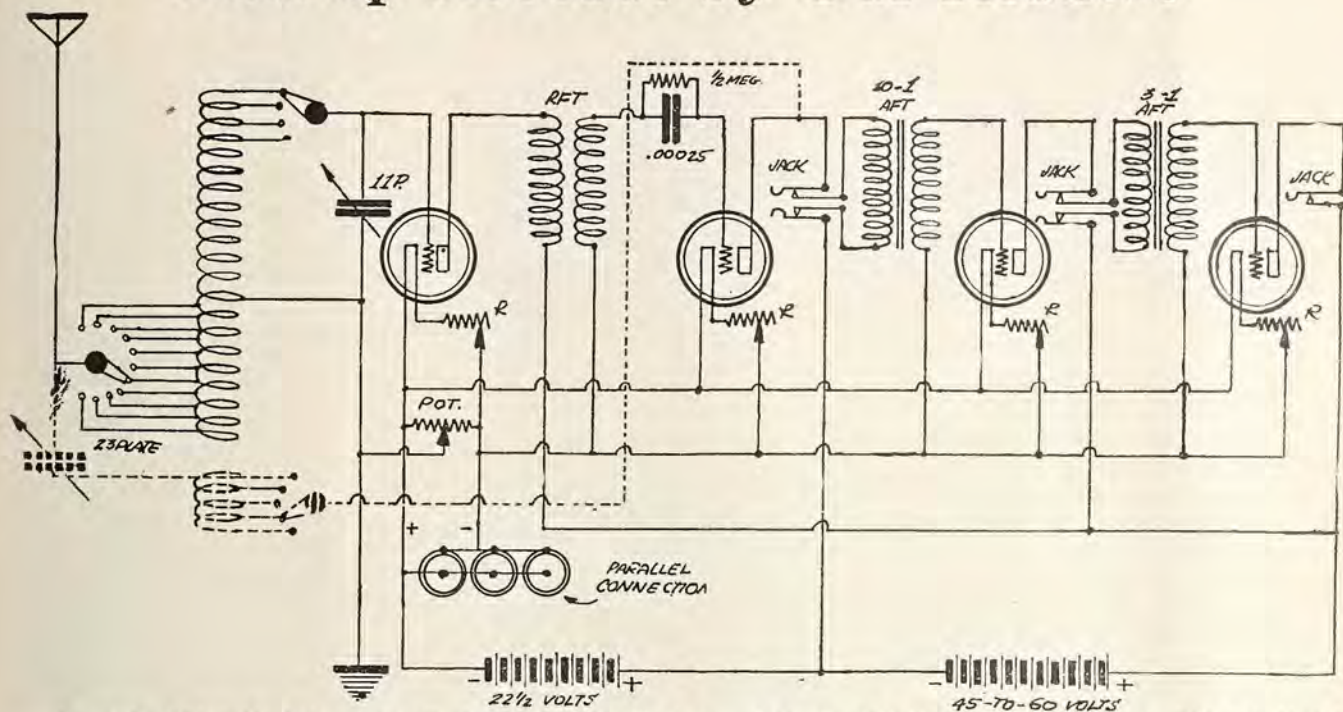 ½ MEG.
RFT
.00025
10-1
AFT
3-1
AFT
11P.
JACK
JACK
JACK
R
R
R
R
POT.
23 PLATE
+ -
PARALLEL
CONNECTION
- +
22½ VOLTS
- +
45-TO-60 VOLTS